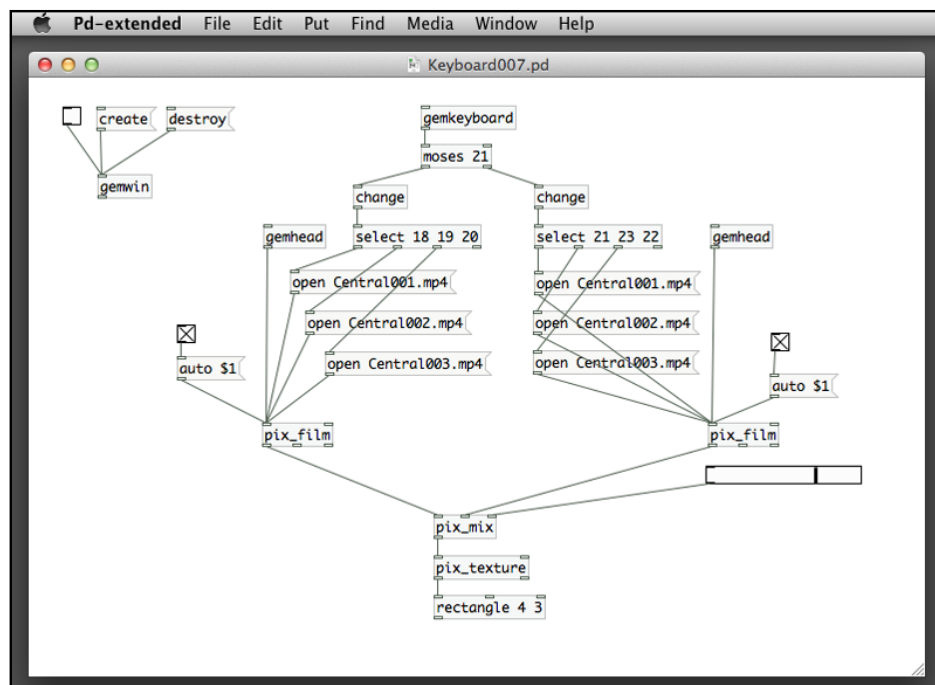 Pd-extended File Edit Put Find Media Window Help
Keyboard007.pd
create destroy
gemkeyboard
moses 21
gemwin
change change
gemhead select 18 19 20 select 21 23 22 gemhead
open Central001.mp4 open Central001.mp4
open Central002.mp4 open Central002.mp4
open Central003.mp4 open Central003.mp4
auto $1 auto $1
pix_film pix_film
pix_mix
pix_texture
rectangle 4 3